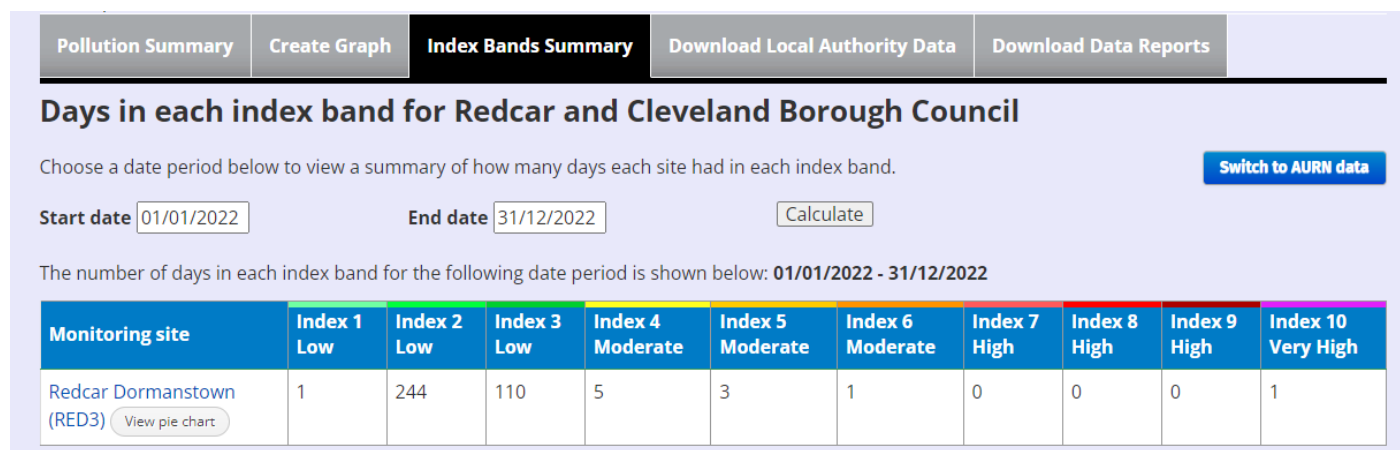 Pollution Summary Create Graph Index Bands Summary Download Local Authority Data Download Data Reports
Days in each index band for Redcar and Cleveland Borough Council
Choose a date period below to view a summary of how many days each site had in each index band. Switch to AURN data
Start date 01/01/2022 End date 31/12/2022 Calculate
The number of days in each index band for the following date period is shown below: 01/01/2022 - 31/12/2022
Monitoring site Index 1 Low Index 2 Low Index 3 Low Index 4 Moderate Index 5 Moderate Index 6 Moderate Index 7 High Index 8 High Index 9 High Index 10 Very High
Redcar Dormanstown 1 244 110 5 3 1 0 0 0 1
(RED3) View pie chart